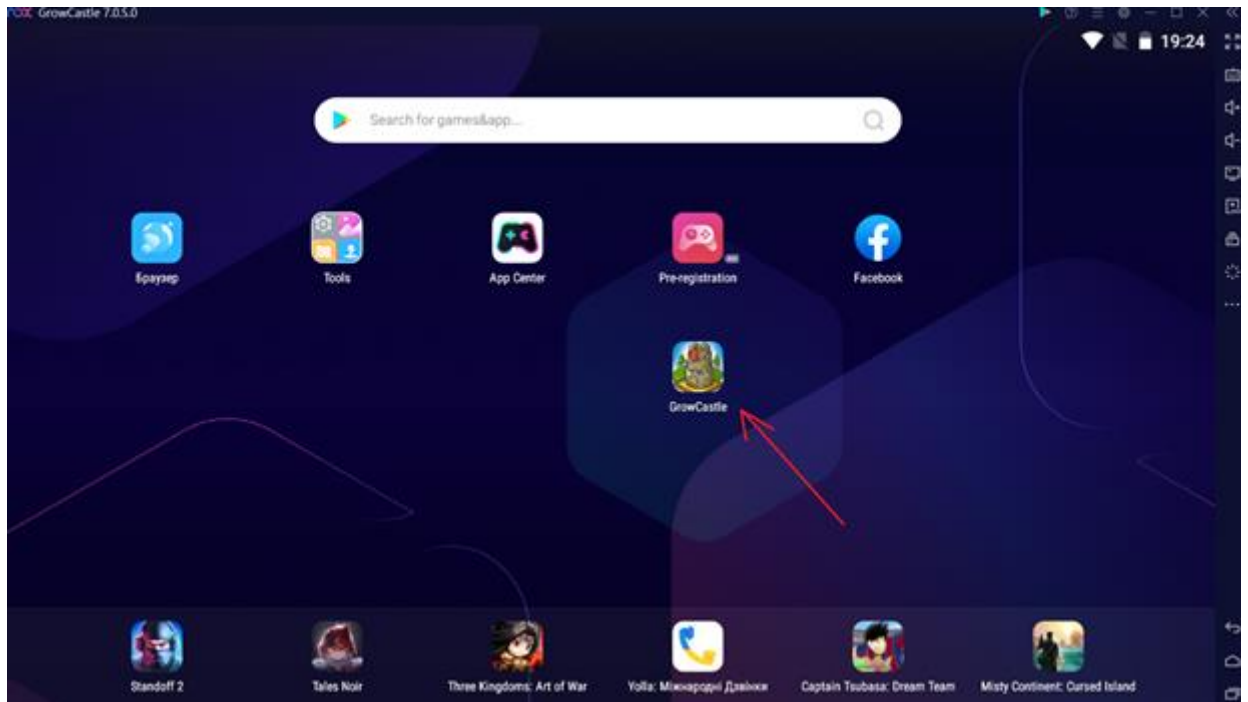 nox GrowCastle 7.0.5.0
19:24
Search for games&app...
Браузер
Tools
App Center
Pre-registration
Facebook
GrowCastle
Standoff 2
Tales Noir
Three Kingdoms: Art of War
Yolla: Міжнародні Дзвінки
Captain Tsubasa: Dream Team
Misty Continent: Cursed Island